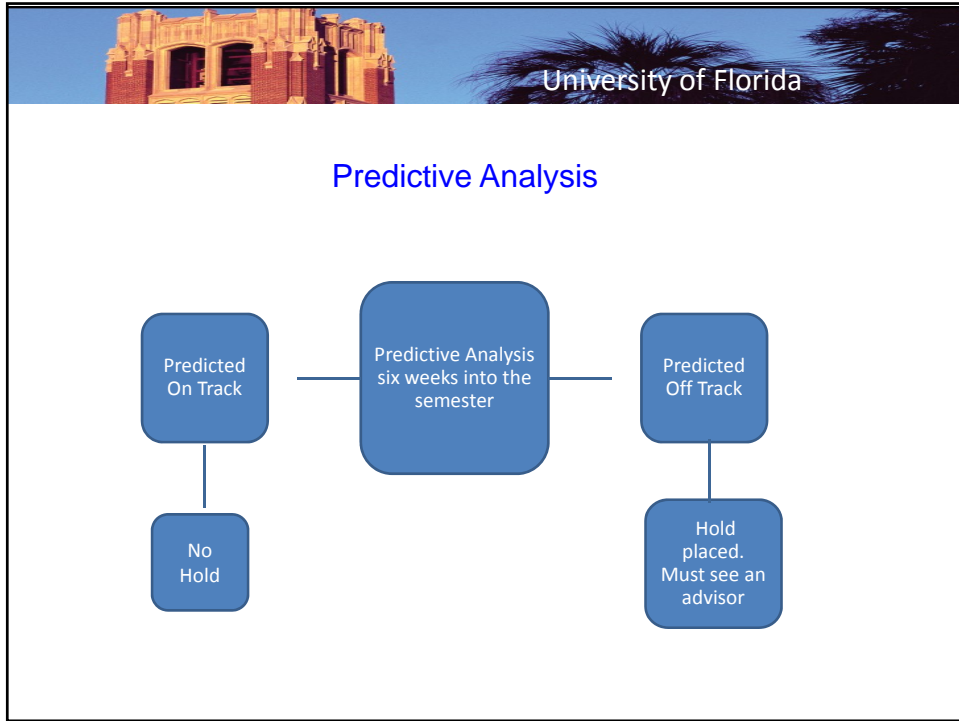 University of Florida
Predictive Analysis
Predictive Analysis
six weeks into the
semester
Predicted
On Track
Predicted
Off Track
No
Hold
Hold
placed.
Must see an
advisor